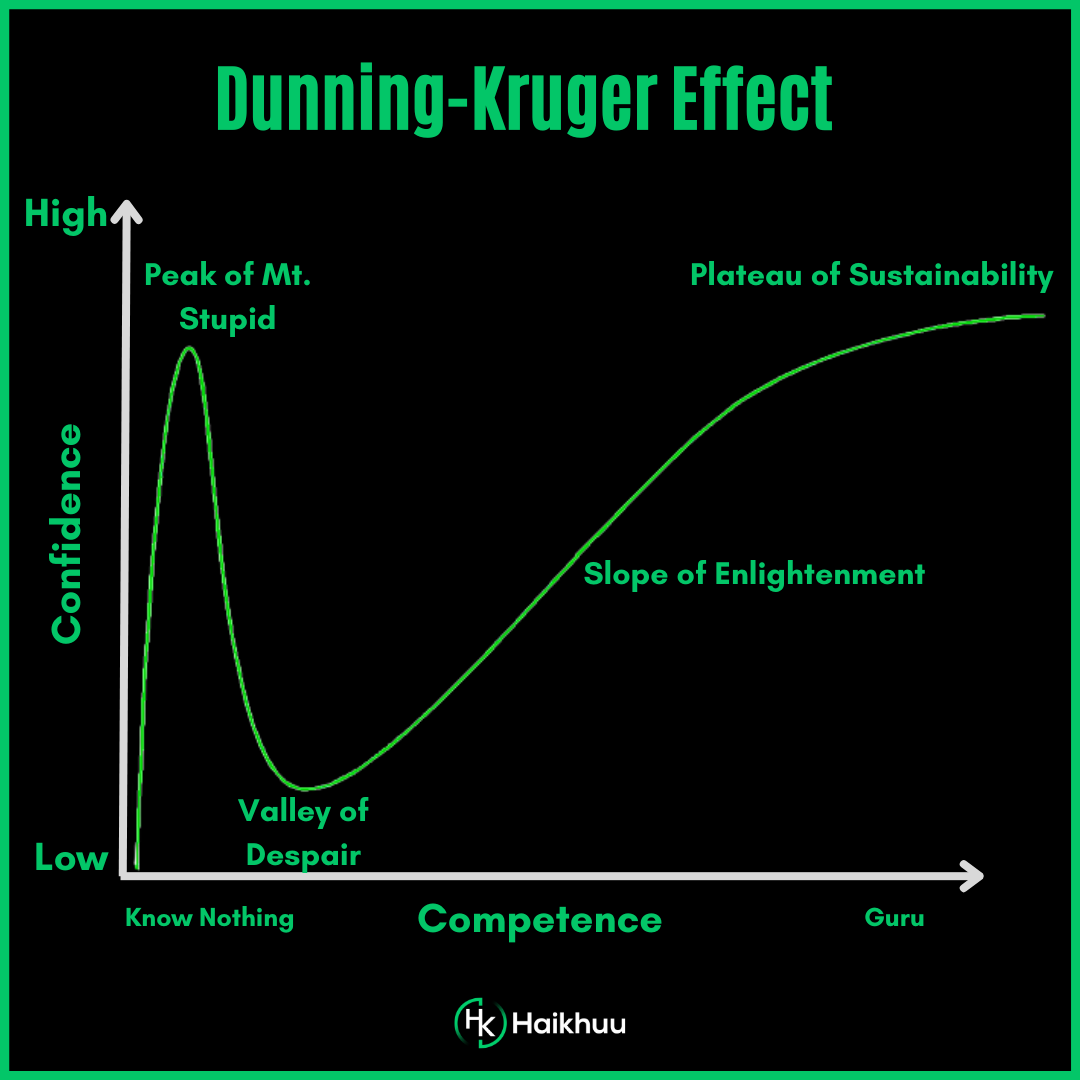 Dunning-Kruger Effect
High
Peak of Mt.
Stupid
Plateau of Sustainability
Confidence
Slope of Enlightenment
Valley of
Despair
Low
Know Nothing
Competence
Guru
HK Haikhuu